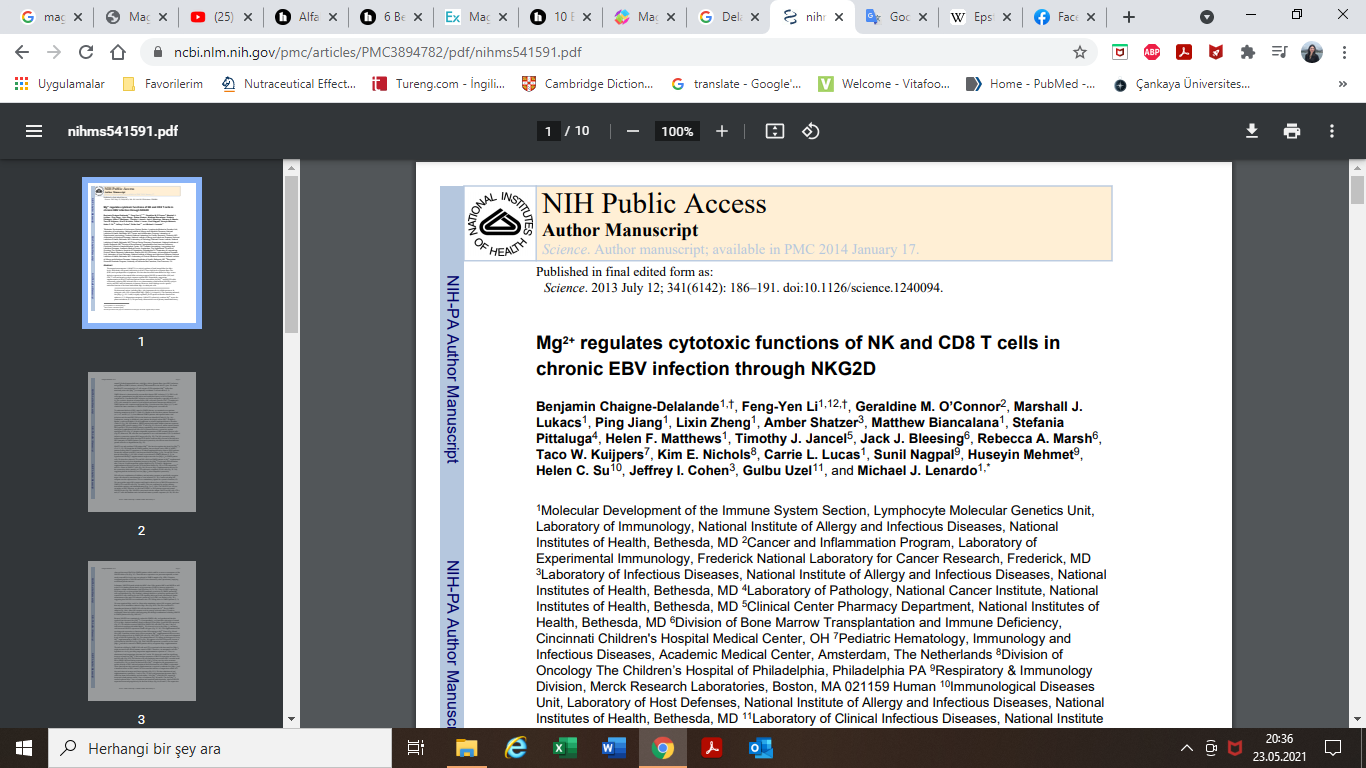 mag
Mag
(25)
Alfa
6 Be
Mag
10 E
Mag
Dela
nihr
Goc
Epst
Face
ncbi.nlm.nih.gov/pmc/articles/PMC3894782/pdf/nihms541591.pdf
Uygulamalar
Favorilerim
Nutraceutical Effect...
Tureng.com - İngili...
Cambridge Diction...
translate - Google'...
Welcome - Vitafoo...
Home - PubMed -...
Çankaya Üniversites...
nihms541591.pdf
1 / 10
100%
1
2
3
NATIONAL INSTITUTES OF HEALTH
NIH Public Access
Author Manuscript
Science. Author manuscript; available in PMC 2014 January 17.
Published in final edited form as:
Science. 2013 July 12; 341(6142): 186–191. doi:10.1126/science.1240094.
NIH-PA Author Manuscript
NIH-PA Author Manusc
Mg2+ regulates cytotoxic functions of NK and CD8 T cells in
chronic EBV infection through NKG2D
Benjamin Chaigne-Delalande1,†, Feng-Yen Li1,12,†, Geraldine M. O’Connor2, Marshall J.
Lukacs1, Ping Jiang1, Lixin Zheng1, Amber Shatzer3, Matthew Biancalana1, Stefania
Pittaluga4, Helen F. Matthews1, Timothy J. Jancel5, Jack J. Bleesing6, Rebecca A. Marsh6,
Taco W. Kuijpers7, Kim E. Nichols8, Carrie L. Lucas1, Sunil Nagpal9, Huseyin Mehmet9,
Helen C. Su10, Jeffrey I. Cohen3, Gulbu Uzel11, and Michael J. Lenardo1,*
1Molecular Development of the Immune System Section, Lymphocyte Molecular Genetics Unit,
Laboratory of Immunology, National Institute of Allergy and Infectious Diseases, National
Institutes of Health, Bethesda, MD 2Cancer and Inflammation Program, Laboratory of
Experimental Immunology, Frederick National Laboratory for Cancer Research, Frederick, MD
3Laboratory of Infectious Diseases, National Institute of Allergy and Infectious Diseases, National
Institutes of Health, Bethesda, MD 4Laboratory of Pathology, National Cancer Institute, National
Institutes of Health, Bethesda, MD 5Clinical Center Pharmacy Department, National Institutes of
Health, Bethesda, MD 6Division of Bone Marrow Transplantation and Immune Deficiency,
Cincinnati Children's Hospital Medical Center, OH 7Pediatric Hematology, Immunology and
Infectious Diseases, Academic Medical Center, Amsterdam, The Netherlands 8Division of
Oncology The Children’s Hospital of Philadelphia, Philadelphia PA 9Respiratory & Immunology
Division, Merck Research Laboratories, Boston, MA 021159 Human 10Immunological Diseases
Unit, Laboratory of Host Defenses, National Institute of Allergy and Infectious Diseases, National
Institutes of Health, Bethesda, MD 11Laboratory of Clinical Infectious Diseases, National Institute
Herhangi bir şey ara
20:36
23.05.2021